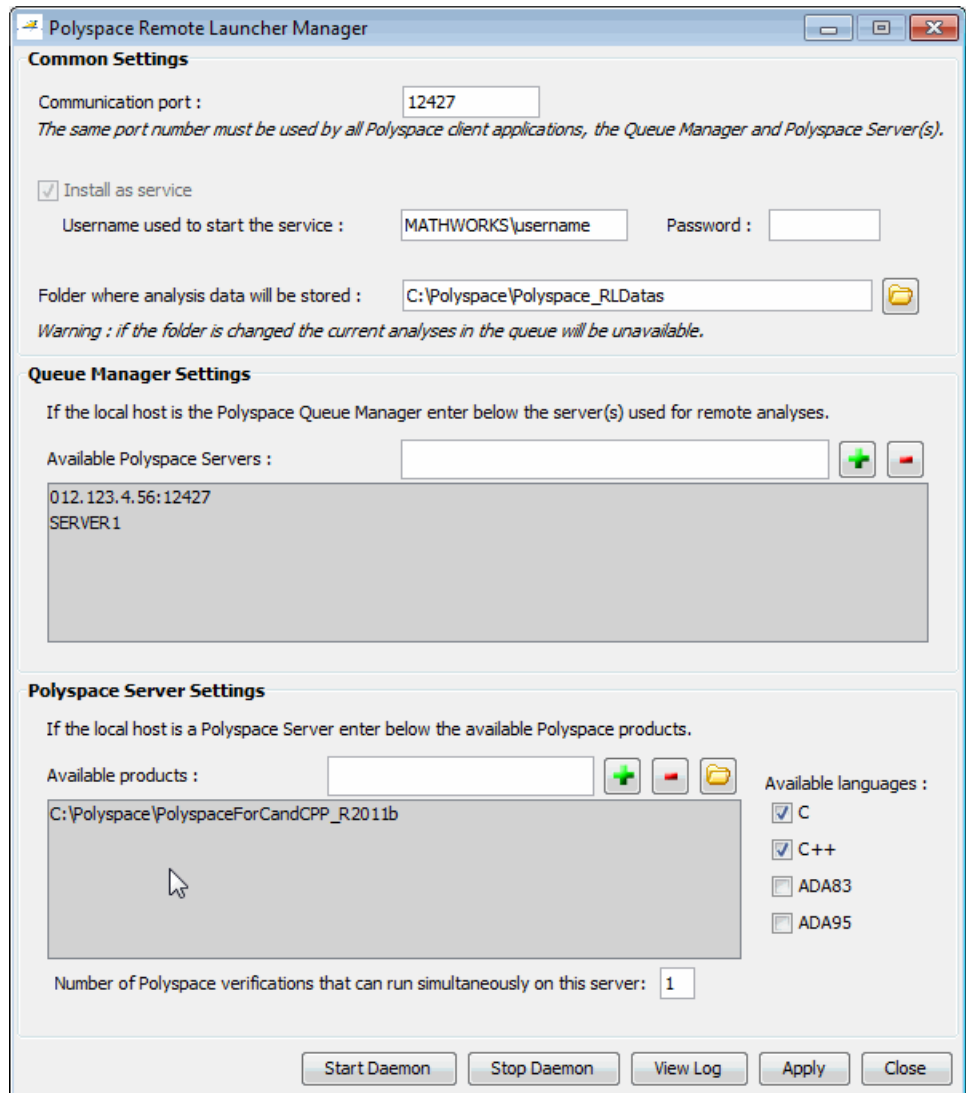 Polyspace Remote Launcher Manager
Common Settings
Communication port :
12427
The same port number must be used by all Polyspace client applications, the Queue Manager and Polyspace Server(s).
Install as service
Username used to start the service :
MATHWORKS\username
Password :
Folder where analysis data will be stored :
C:\Polyspace\Polyspace_RLDatas
Warning : if the folder is changed the current analyses in the queue will be unavailable.
Queue Manager Settings
If the local host is the Polyspace Queue Manager enter below the server(s) used for remote analyses.
Available Polyspace Servers :
012.123.4.56:12427
SERVER1
Polyspace Server Settings
If the local host is a Polyspace Server enter below the available Polyspace products.
Available products :
Available languages :
C:\Polyspace\PolyspaceForCandCPP_R2011b
C
C++
ADA83
ADA95
Number of Polyspace verifications that can run simultaneously on this server:
1
Start Daemon
Stop Daemon
View Log
Apply
Close